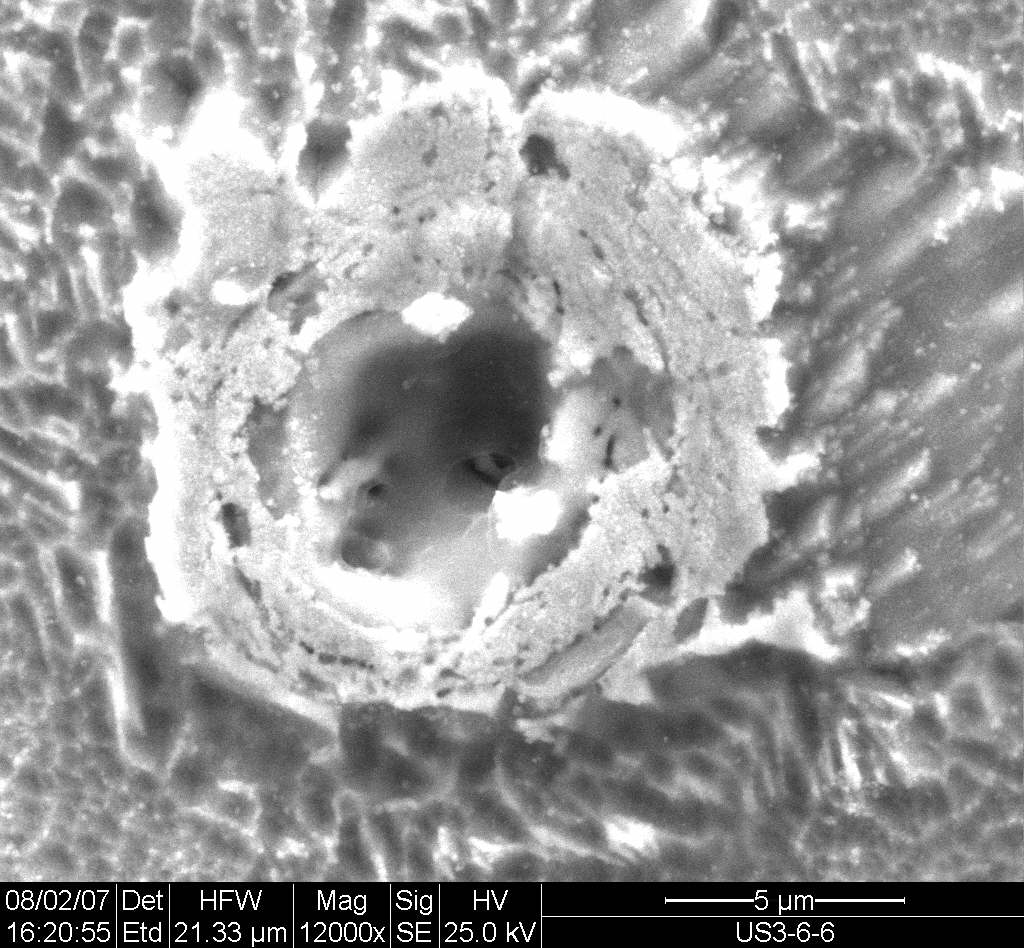 08/02/07 Det HFW Mag Sig HV 5 µm
16:20:55 Etd 21.33 µm 12000x SE 25.0 kV US3-6-6